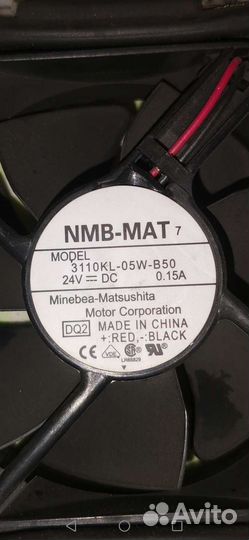 NMB-MAT 7
MODEL
3110KL-05W-B50
24V ⎓ DC 0.15A
Minebea-Matsushita
Motor Corporation
DQ2 MADE IN CHINA
+:RED,-:BLACK
Avito